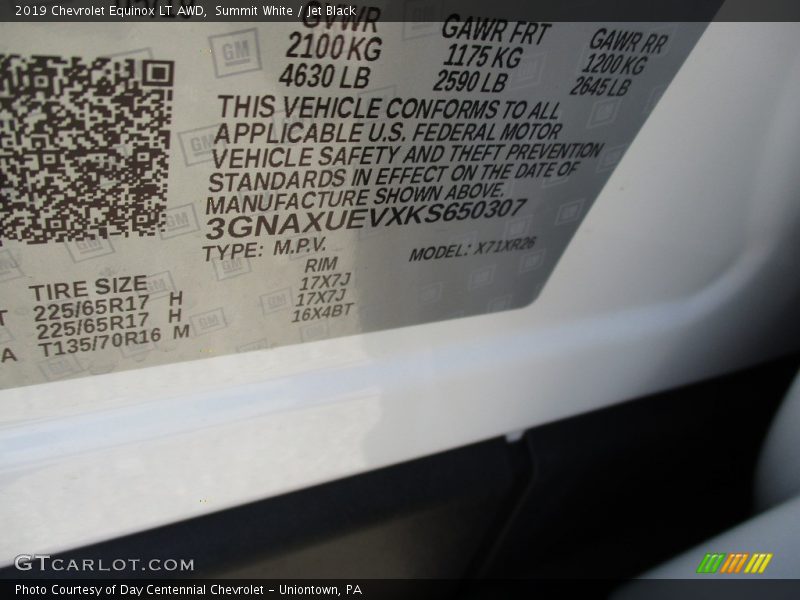 2019 Chevrolet Equinox LT AWD, Summit White / Jet Black
GVWR
2100 KG
4630 LB
GAWR FRT
1175 KG
2590 LB
GAWR RR
1200 KG
2645 LB
THIS VEHICLE CONFORMS TO ALL
APPLICABLE U.S. FEDERAL MOTOR
VEHICLE SAFETY AND THEFT PREVENTION
STANDARDS IN EFFECT ON THE DATE OF
MANUFACTURE SHOWN ABOVE.
3GNAXUEVXKS650307
TYPE: M.P.V.
MODEL: X71XR26
TIRE SIZE
RIM
225/65R17 H
17X7J
225/65R17 H
17X7J
T135/70R16 M
16X4BT
GM
GTCARLOT.COM
Photo Courtesy of Day Centennial Chevrolet - Uniontown, PA